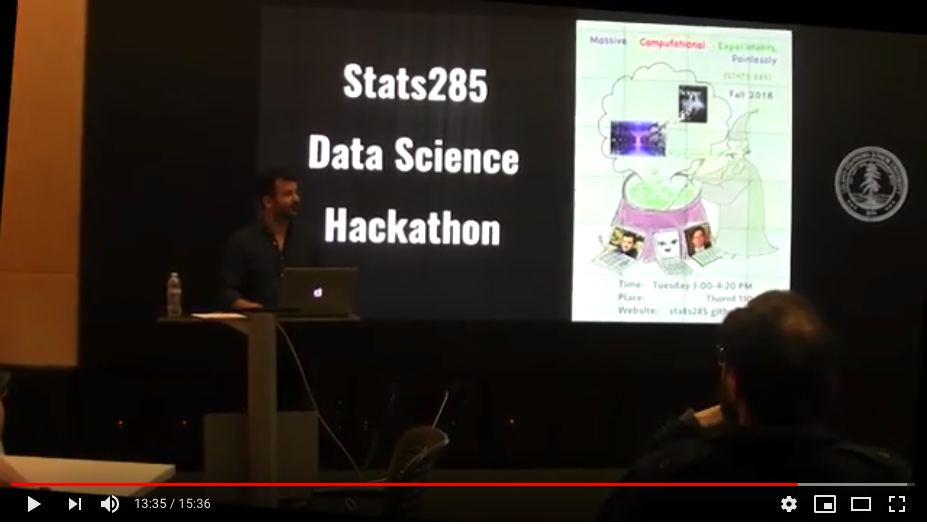 Stats285
Data Science
Hackathon
Massive Computational Experiments,
Painlessly
(STATS 285)
Fall 2018
Time: Tuesday 3:00-4:20 PM
Place: Thornt 110
Website: stats285.gith
13:35 / 15:36